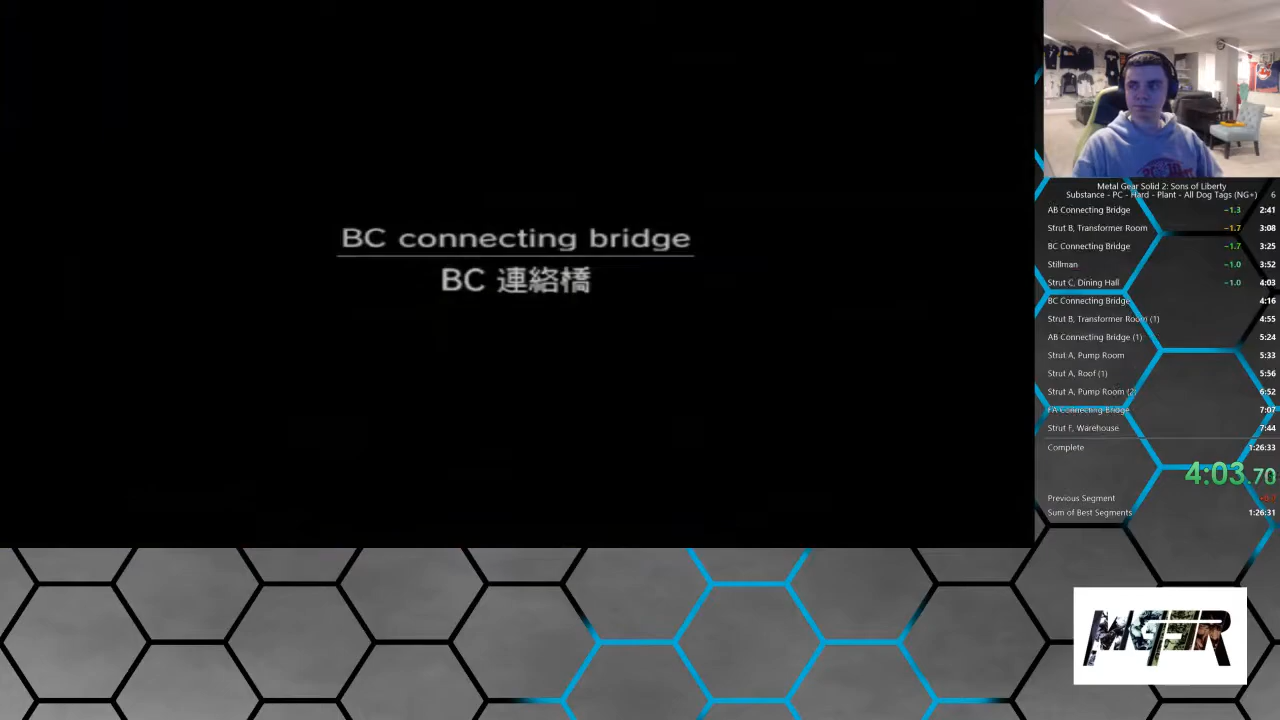 BC connecting bridge
BC 連絡橋
Metal Gear Solid 2: Sons of Liberty
Substance - PC - Hard - Plant - All Dog Tags (NG+) 6
AB Connecting Bridge −1.3 2:41
Strut B, Transformer Room −1.7 3:08
BC Connecting Bridge −1.7 3:25
Stillman −1.0 3:52
Strut C, Dining Hall −1.0 4:03
BC Connecting Bridge 4:16
Strut B, Transformer Room (1) 4:55
AB Connecting Bridge (1) 5:24
Strut A, Pump Room 5:33
Strut A, Roof (1) 5:56
Strut A, Pump Room (2) 6:52
FA Connecting Bridge 7:07
Strut F, Warehouse 7:44
Complete 1:26:33
4:03.70
Previous Segment
Sum of Best Segments 1:26:31
MGSR